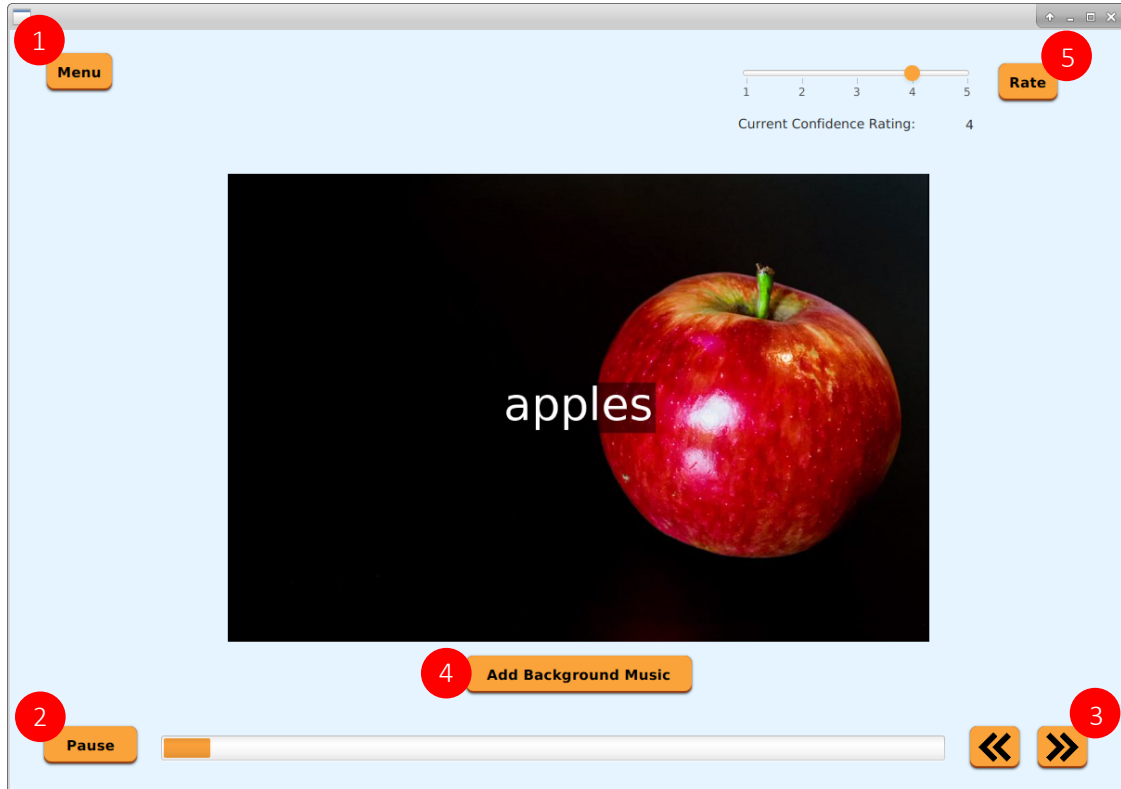 1
Menu
5
Rate
1 2 3 4 5
Current Confidence Rating: 4
apples
4
Add Background Music
2
Pause
3